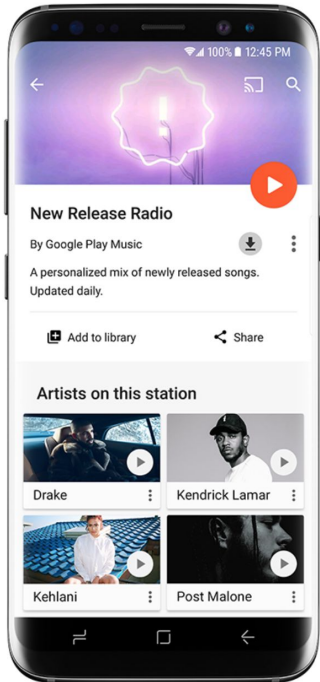 100% 12:45 PM
New Release Radio
By Google Play Music
A personalized mix of newly released songs.
Updated daily.
Add to library
Share
Artists on this station
Drake
Kendrick Lamar
Kehlani
Post Malone